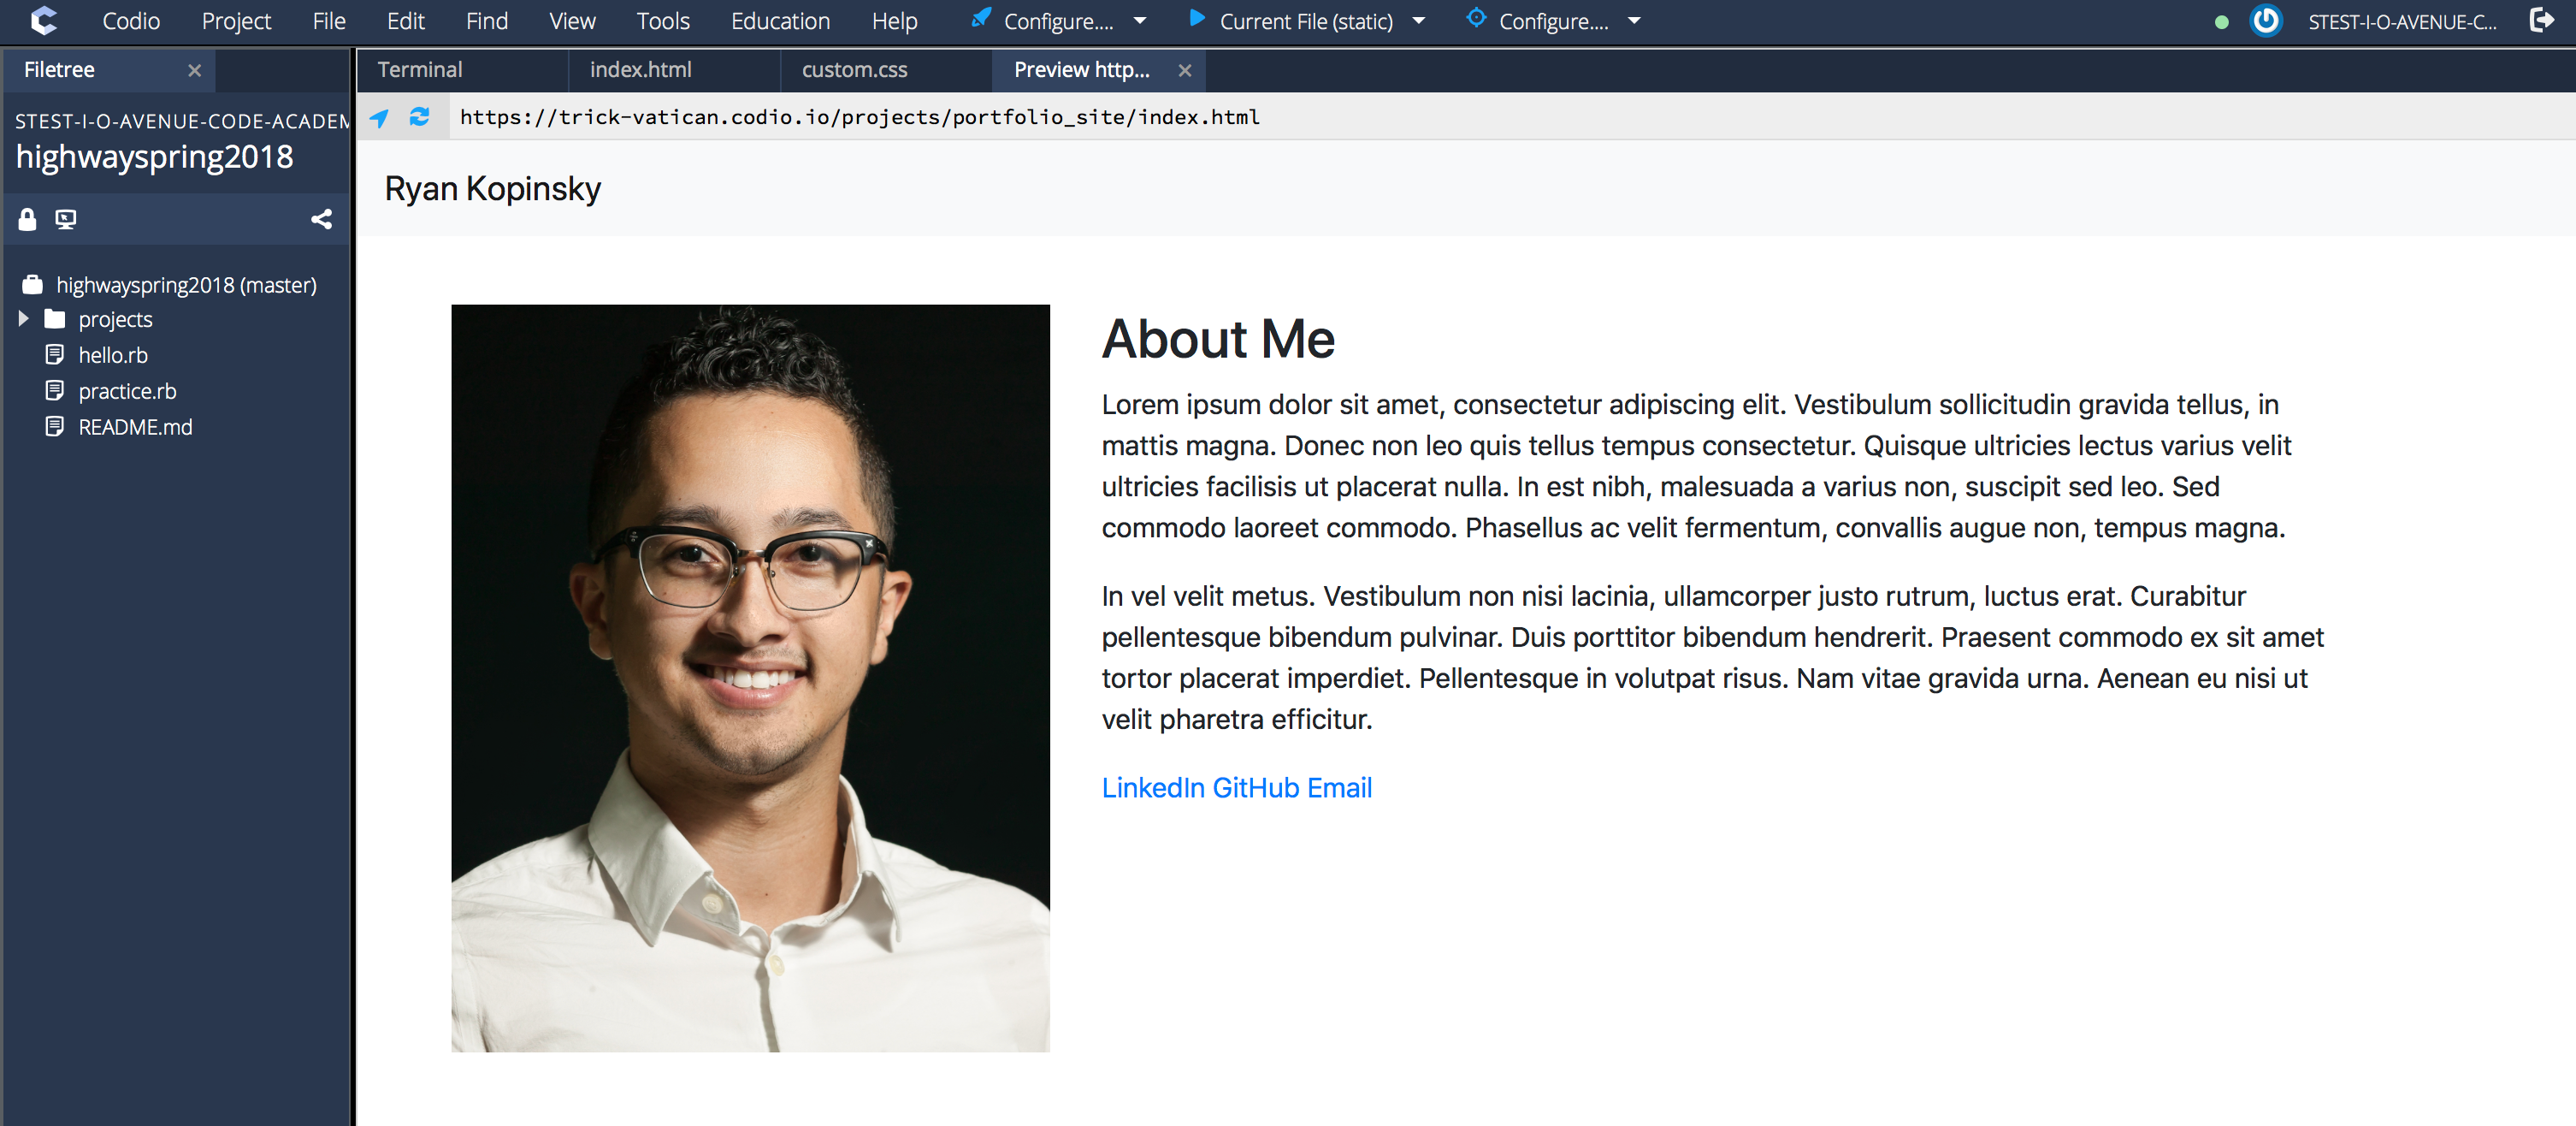 Codio Project File Edit Find View Tools Education Help Configure.... Current File (static) Configure.... STEST-I-O-AVENUE-C...
Filetree
Terminal index.html custom.css Preview http...
https://trick-vatican.codio.io/projects/portfolio_site/index.html
STEST-I-O-AVENUE-CODE-ACADEM
highwayspring2018
highwayspring2018 (master)
projects
hello.rb
practice.rb
README.md
Ryan Kopinsky
About Me
Lorem ipsum dolor sit amet, consectetur adipiscing elit. Vestibulum sollicitudin gravida tellus, in
mattis magna. Donec non leo quis tellus tempus consectetur. Quisque ultricies lectus varius velit
ultricies facilisis ut placerat nulla. In est nibh, malesuada a varius non, suscipit sed leo. Sed
commodo laoreet commodo. Phasellus ac velit fermentum, convallis augue non, tempus magna.
In vel velit metus. Vestibulum non nisi lacinia, ullamcorper justo rutrum, luctus erat. Curabitur
pellentesque bibendum pulvinar. Duis porttitor bibendum hendrerit. Praesent commodo ex sit amet
tortor placerat imperdiet. Pellentesque in volutpat risus. Nam vitae gravida urna. Aenean eu nisi ut
velit pharetra efficitur.
LinkedIn GitHub Email